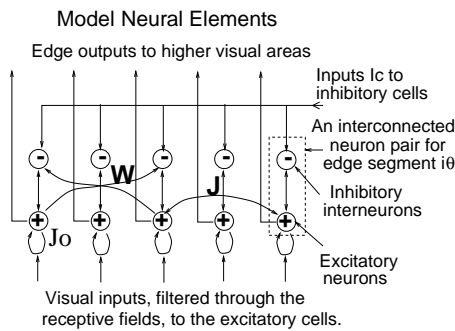 Model Neural Elements
Edge outputs to higher visual areas
Inputs Ic to
inhibitory cells
An interconnected
neuron pair for
edge segment iθ
Inhibitory
interneurons
Excitatory
neurons
- - - - -
W
J
+ + + + +
Jo
Visual inputs, filtered through the
receptive fields, to the excitatory cells.